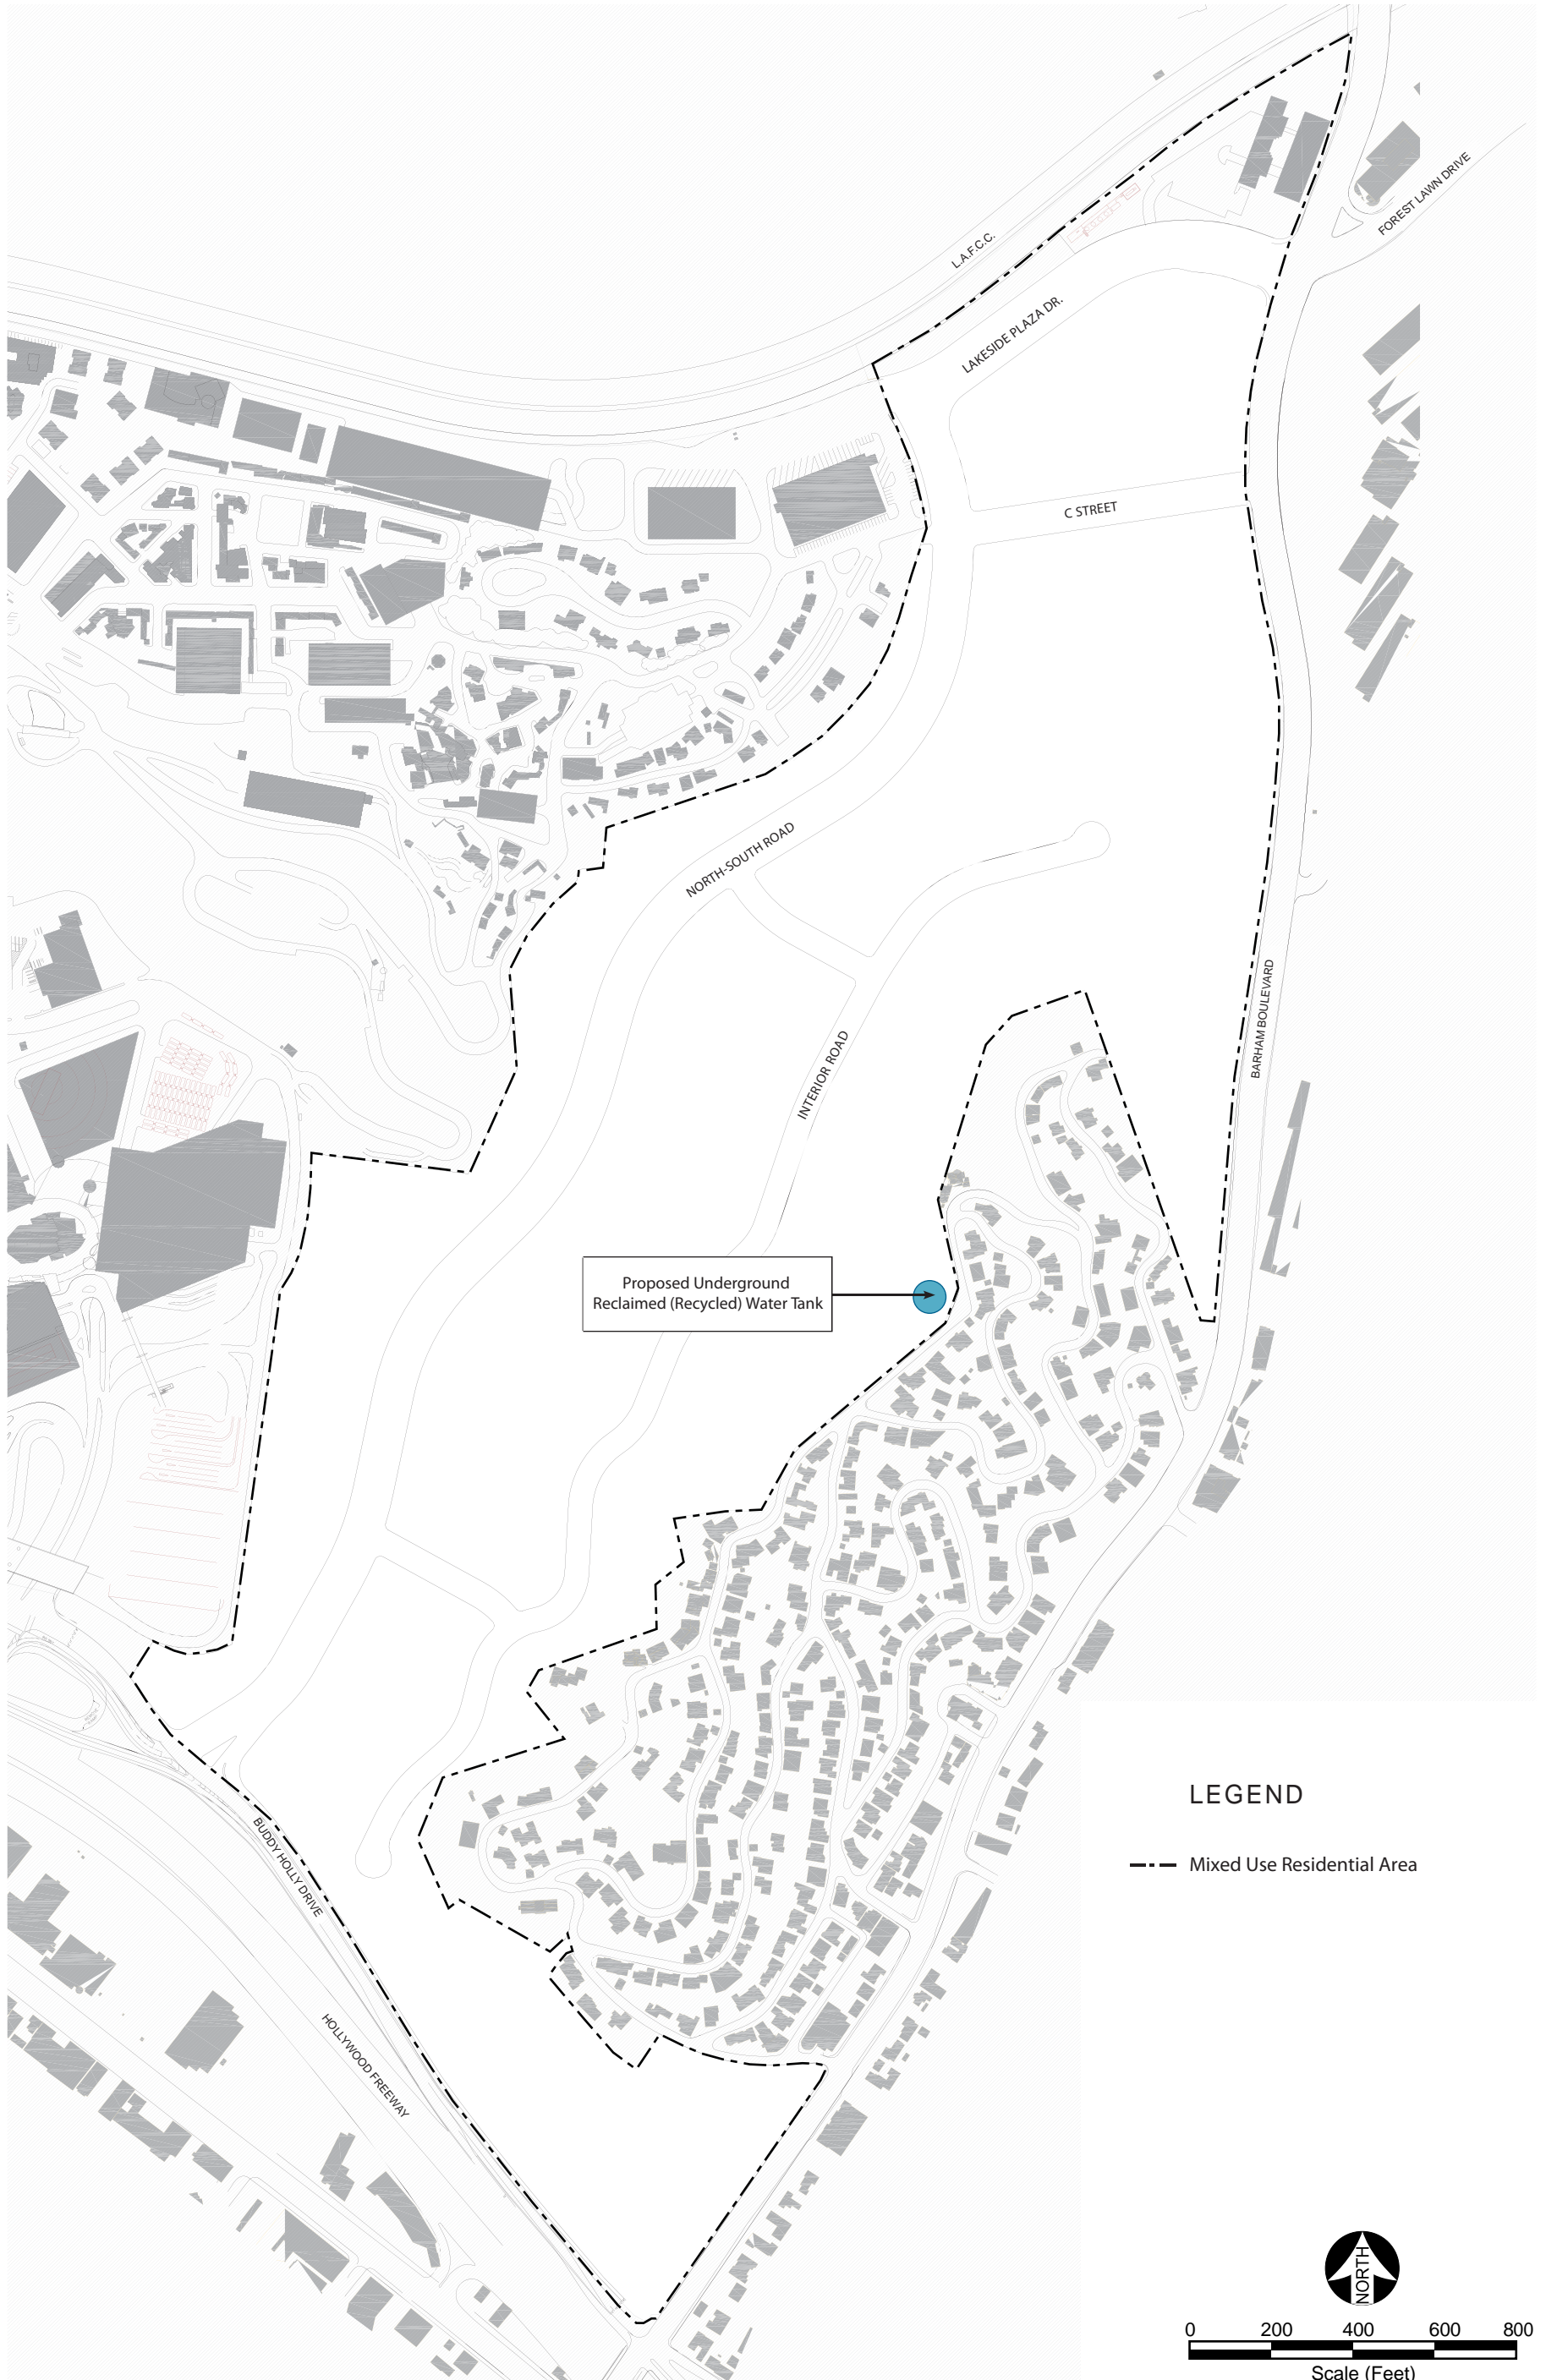 FOREST LAWN DRIVE
L.A.F.C.C.
LAKESIDE PLAZA DR.
C STREET
NORTH-SOUTH ROAD
BARHAM BOULEVARD
INTERIOR ROAD
Proposed Underground
Reclaimed (Recycled) Water Tank
LEGEND
Mixed Use Residential Area
BUDDY HOLLY DRIVE
HOLLYWOOD FREEWAY
NORTH
0 200 400 600 800
Scale (Feet)